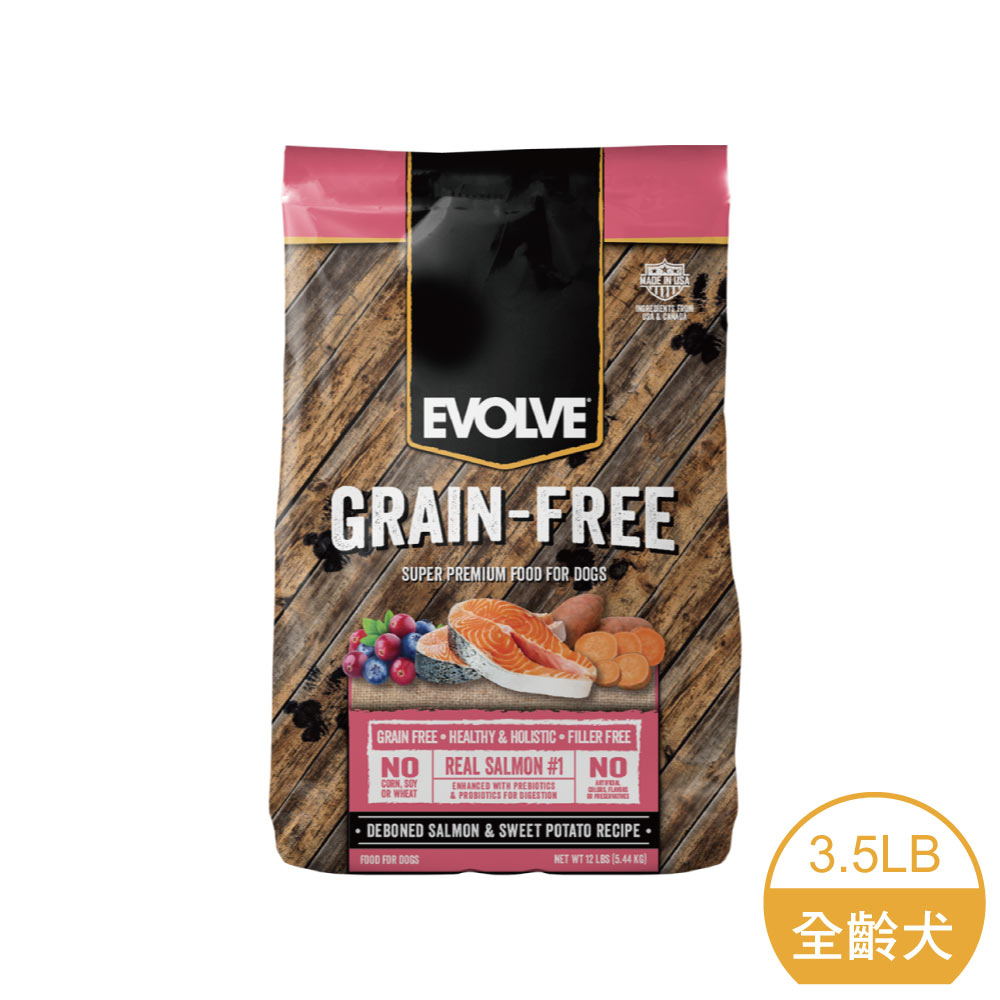 MADE IN USA
INGREDIENTS FROM
USA & CANADA
EVOLVE®
GRAIN-FREE
SUPER PREMIUM FOOD FOR DOGS
GRAIN FREE • HEALTHY & HOLISTIC • FILLER FREE
NO
CORN, SOY
OR WHEAT
REAL SALMON #1
ENHANCED WITH PREBIOTICS
& PROBIOTICS FOR DIGESTION
NO
ARTIFICIAL
COLORS, FLAVORS
OR PRESERVATIVES
• DEBONED SALMON & SWEET POTATO RECIPE •
FOOD FOR DOGS
NET WT 12 LBS (5.44 KG)
3.5LB
全齡犬